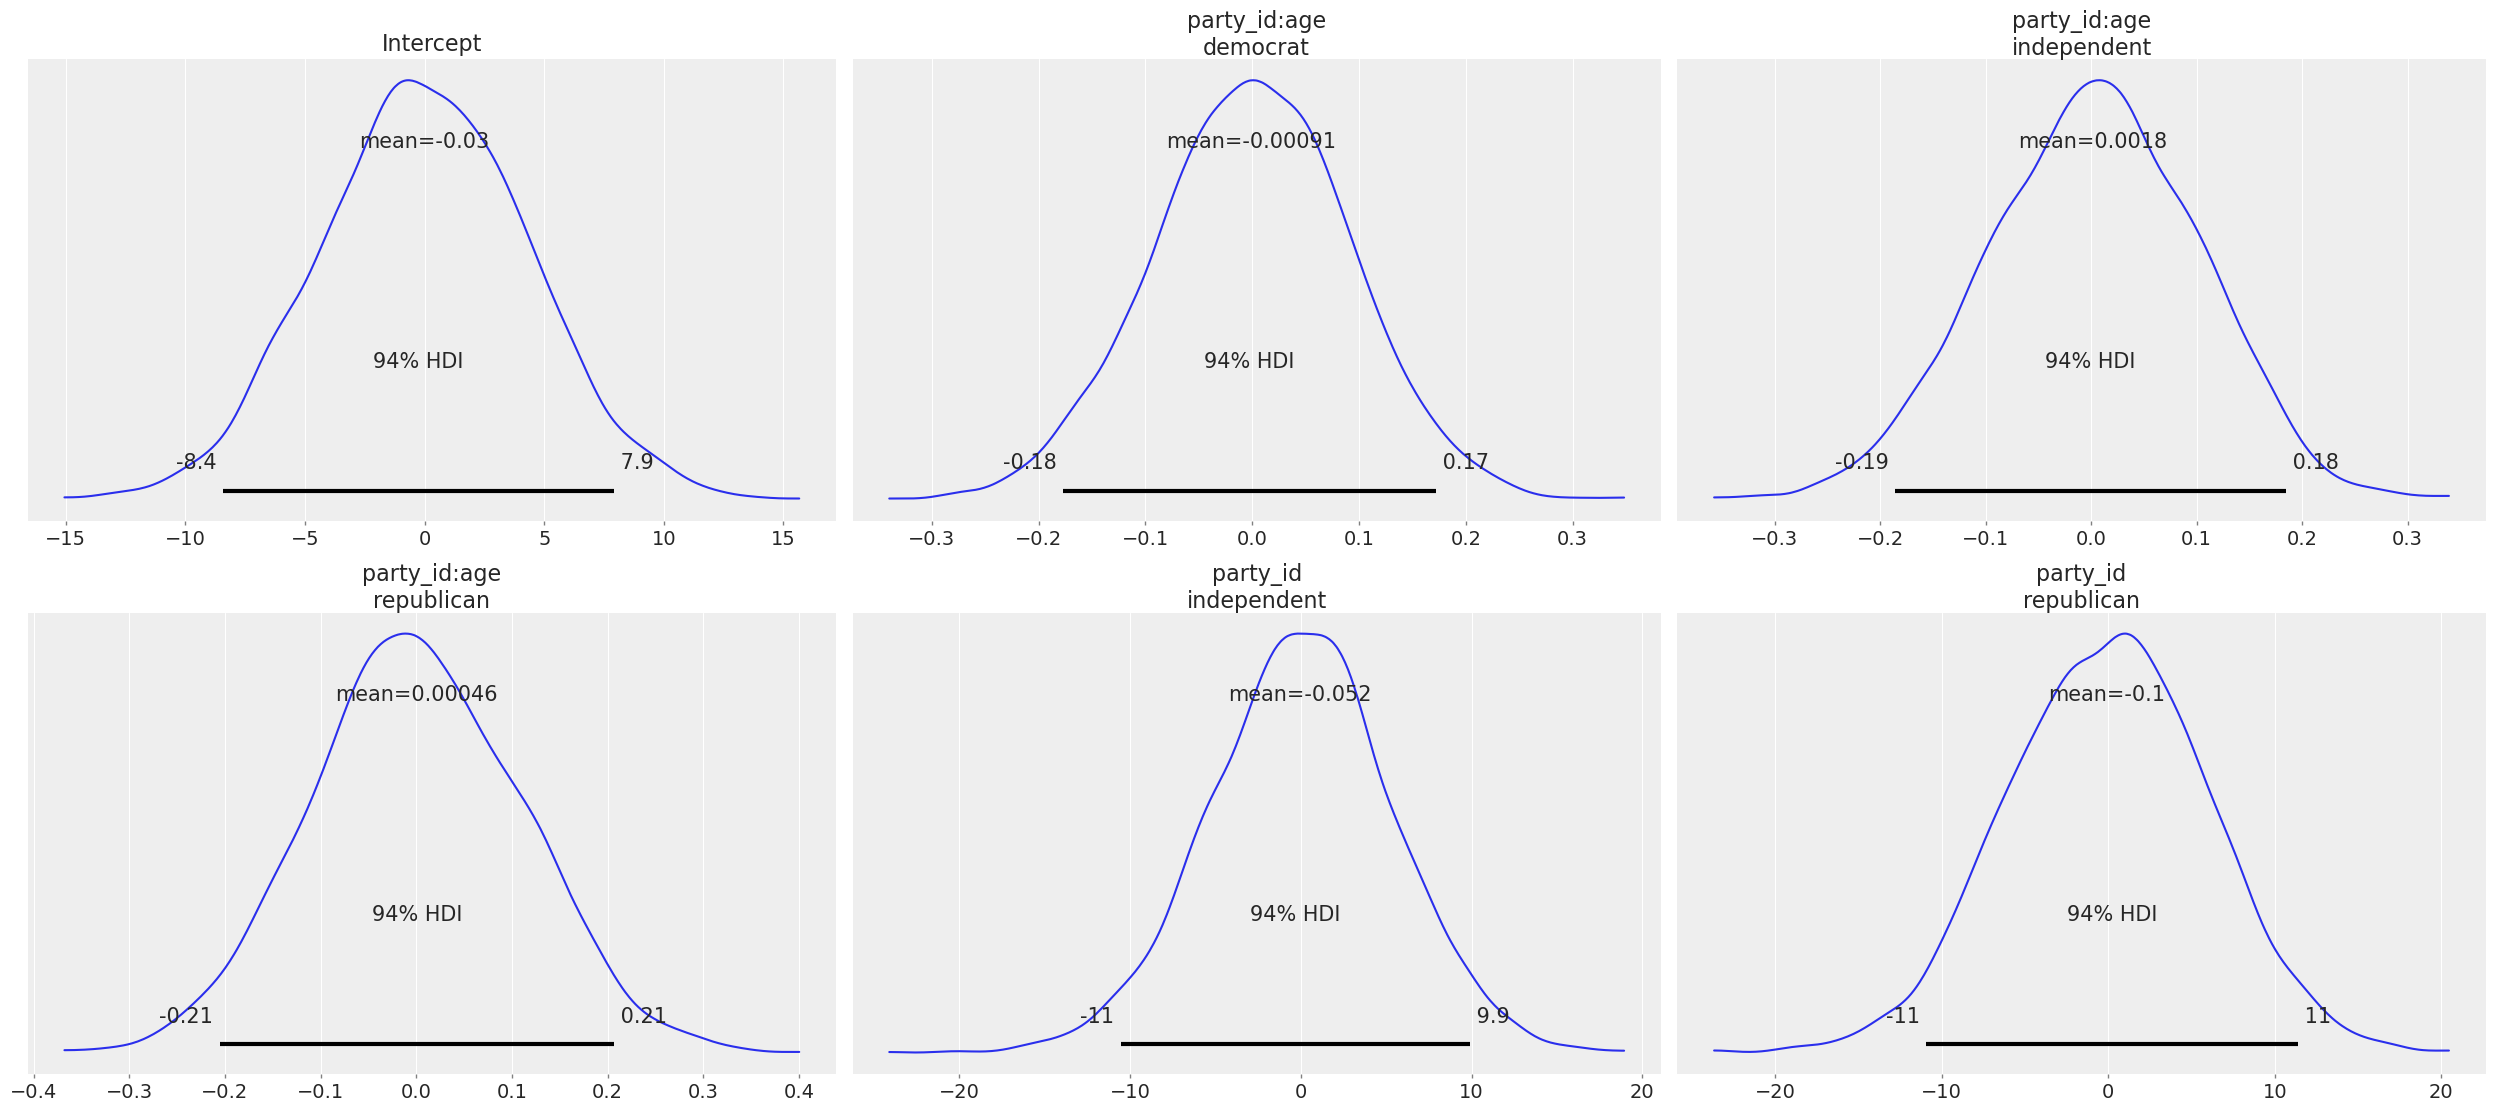 Intercept
mean=-0.03
94% HDI
-8.4
7.9
−15 −10 −5 0 5 10 15
party_id:age
democrat
mean=-0.00091
94% HDI
-0.18
0.17
−0.3 −0.2 −0.1 0.0 0.1 0.2 0.3
party_id:age
independent
mean=0.0018
94% HDI
-0.19
0.18
−0.3 −0.2 −0.1 0.0 0.1 0.2 0.3
party_id:age
republican
mean=0.00046
94% HDI
-0.21
0.21
−0.4 −0.3 −0.2 −0.1 0.0 0.1 0.2 0.3 0.4
party_id
independent
mean=-0.052
94% HDI
-11
9.9
−20 −10 0 10 20
party_id
republican
mean=-0.1
94% HDI
-11
11
−20 −10 0 10 20